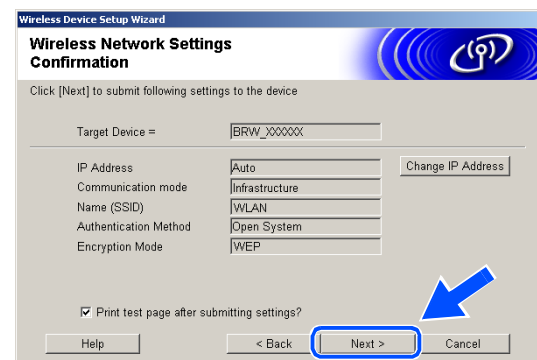 Wireless Device Setup Wizard
Wireless Network Settings
Confirmation
Click [Next] to submit following settings to the device
Target Device = BRW_XXXXXX
IP Address Auto Change IP Address
Communication mode Infrastructure
Name (SSID) WLAN
Authentication Method Open System
Encryption Mode WEP
Print test page after submitting settings?
Help < Back Next > Cancel